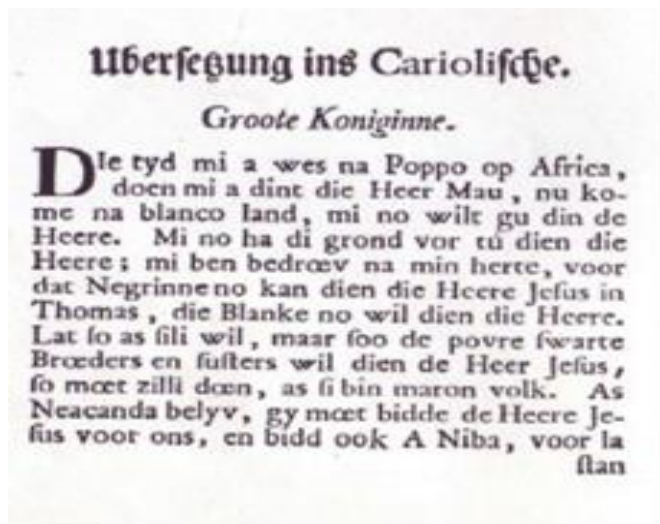 Uberſeßung ins Carioliſche.
Groote Koniginne.
DIe tyd mi a wes na Poppo op Africa,
doen mi a dint die Heer Mau, nu ko-
me na blanco land, mi no wilt gu din de
Heere. Mi no ha di grond vor tú dien die
Heere; mi ben bedrœv na min herte, voor
dat Negrinne no kan dien die Heere Jeſus in
Thomas, die Blanke no wil dien die Heere.
Lat ſo as ſili wil, maar ſoo de povre ſwarte
Brœders en ſuſters wil dien de Heer Jeſus,
ſo mœt zilli dœn, as ſi bin maron volk. As
Neacanda belyv, gy mœt bidde de Heere Je-
ſus voor ons, en bidd ook A Niba, voor la
ſtan